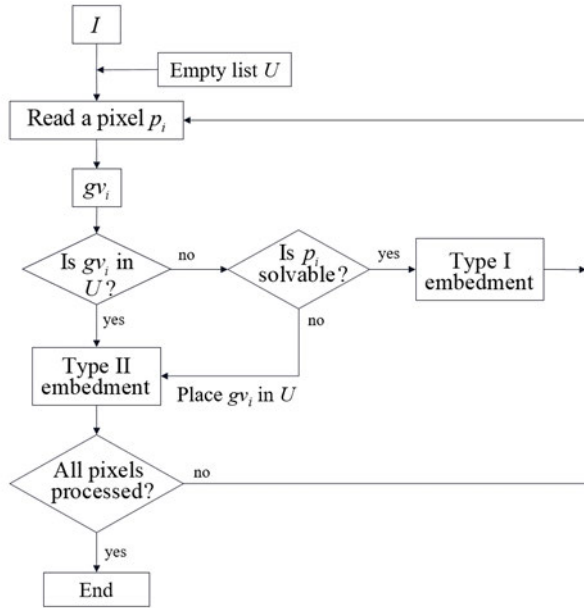 I
Empty list U
Read a pixel pᵢ
gvᵢ
Is gvᵢ in
U?
no
Is pᵢ
solvable?
yes
Type I
embedment
yes
no
Type II
embedment
Place gvᵢ in U
All pixels
processed?
no
yes
End